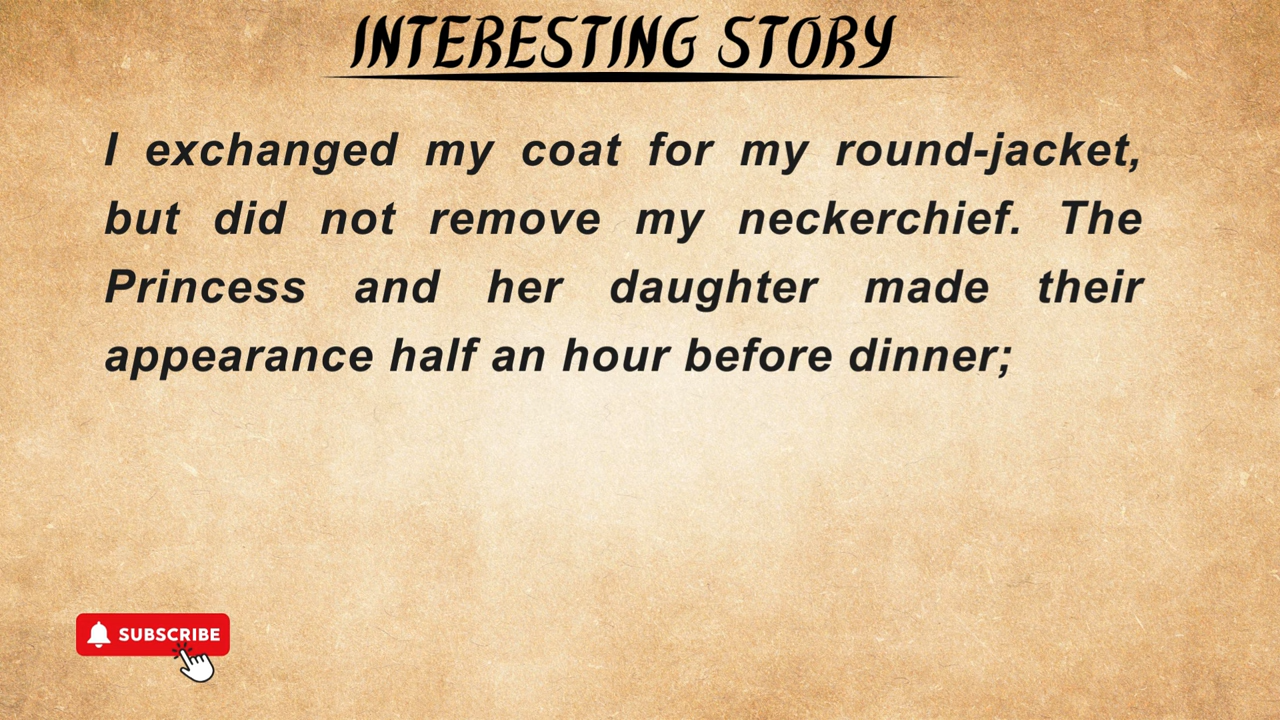 INTERESTING STORY
I exchanged my coat for my round-jacket,
but did not remove my neckerchief. The
Princess and her daughter made their
appearance half an hour before dinner;
SUBSCRIBE